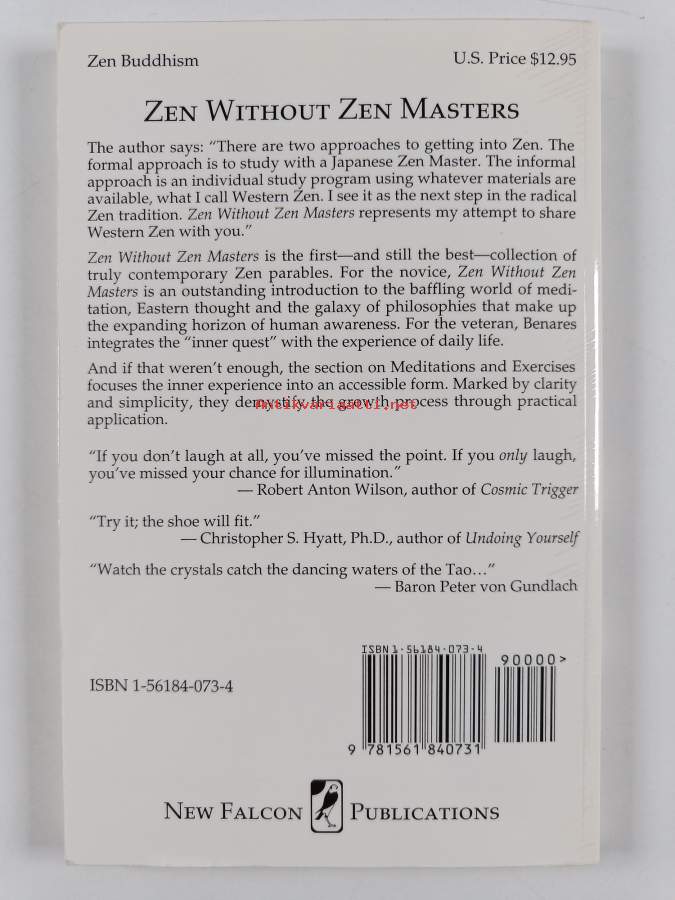 Zen Buddhism
U.S. Price $12.95
Zen Without Zen Masters
The author says: “There are two approaches to getting into Zen. The
formal approach is to study with a Japanese Zen Master. The informal
approach is an individual study program using whatever materials are
available, what I call Western Zen. I see it as the next step in the radical
Zen tradition. Zen Without Zen Masters represents my attempt to share
Western Zen with you.”
Zen Without Zen Masters is the first—and still the best—collection of
truly contemporary Zen parables. For the novice, Zen Without Zen
Masters is an outstanding introduction to the baffling world of medi-
tation, Eastern thought and the galaxy of philosophies that make up
the expanding horizon of human awareness. For the veteran, Benares
integrates the “inner quest” with the experience of daily life.
And if that weren’t enough, the section on Meditations and Exercises
focuses the inner experience into an accessible form. Marked by clarity
and simplicity, they demystify the growth process through practical
application.
Antikvariaatti.net
“If you don’t laugh at all, you’ve missed the point. If you only laugh,
you’ve missed your chance for illumination.”
— Robert Anton Wilson, author of Cosmic Trigger
“Try it; the shoe will fit.”
— Christopher S. Hyatt, Ph.D., author of Undoing Yourself
“Watch the crystals catch the dancing waters of the Tao…”
— Baron Peter von Gundlach
ISBN 1-56184-073-4
ISBN 1-56184-073-4
90000>
9 781561 840731
New Falcon Publications